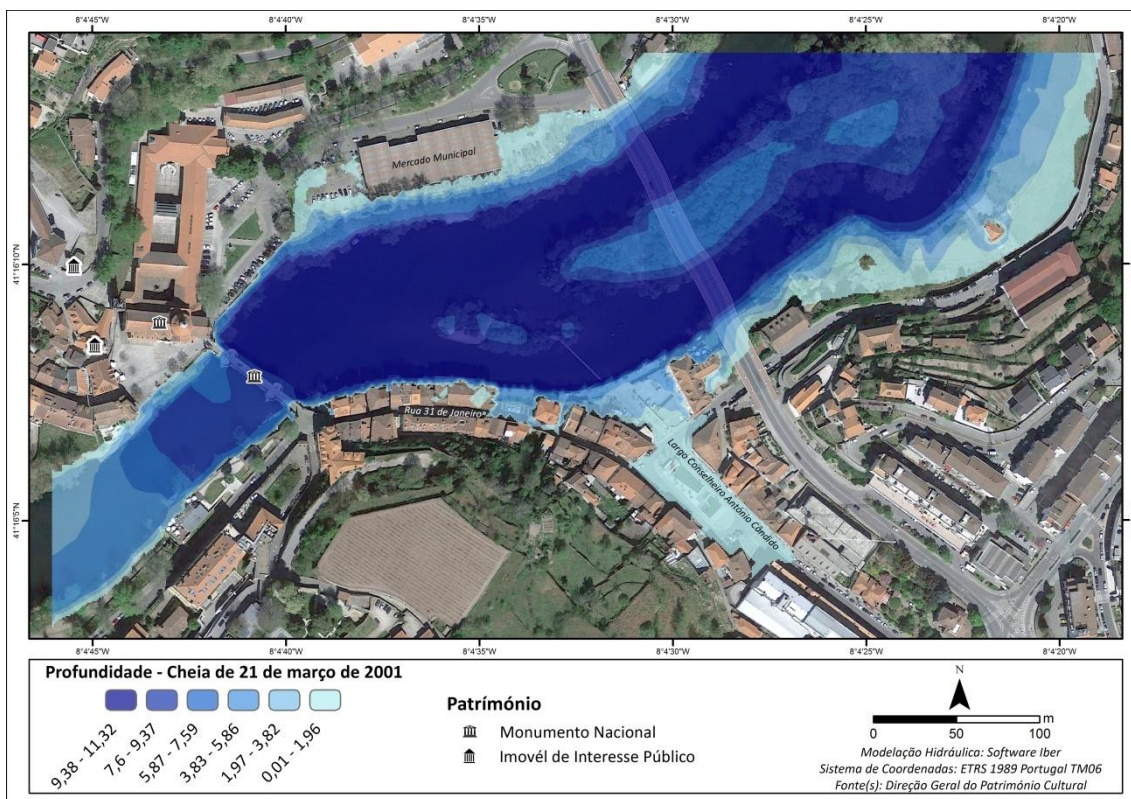 8°4'45"W 8°4'40"W 8°4'35"W 8°4'30"W 8°4'25"W 8°4'20"W
Mercado Municipal
41°16'10"N
Rua 31 de Janeiro
Largo Conselheiro António Cândido
41°16'5"N
8°4'45"W 8°4'40"W 8°4'35"W 8°4'30"W 8°4'25"W 8°4'20"W
Profundidade - Cheia de 21 de março de 2001
9,38 - 11,32
7,6 - 9,37
5,87 - 7,59
3,83 - 5,86
1,97 - 3,82
0,01 - 1,96
Património
Monumento Nacional
Imovél de Interesse Público
N
0 50 100 m
Modelação Hidráulica: Software Iber
Sistema de Coordenadas: ETRS 1989 Portugal TM06
Fonte(s): Direção Geral do Património Cultural